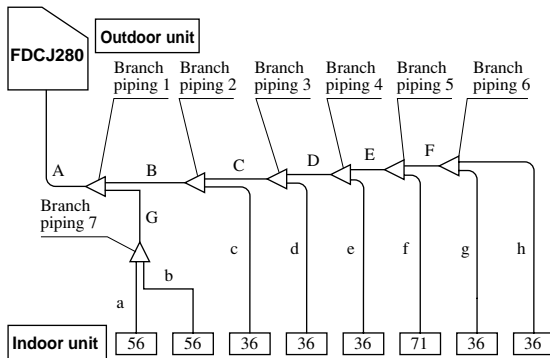 FDCJ280
Outdoor unit
Branch piping 1
Branch piping 2
Branch piping 3
Branch piping 4
Branch piping 5
Branch piping 6
A
B
C
D
E
F
Branch piping 7
G
a
b
c
d
e
f
g
h
Indoor unit
56
56
36
36
36
71
36
36